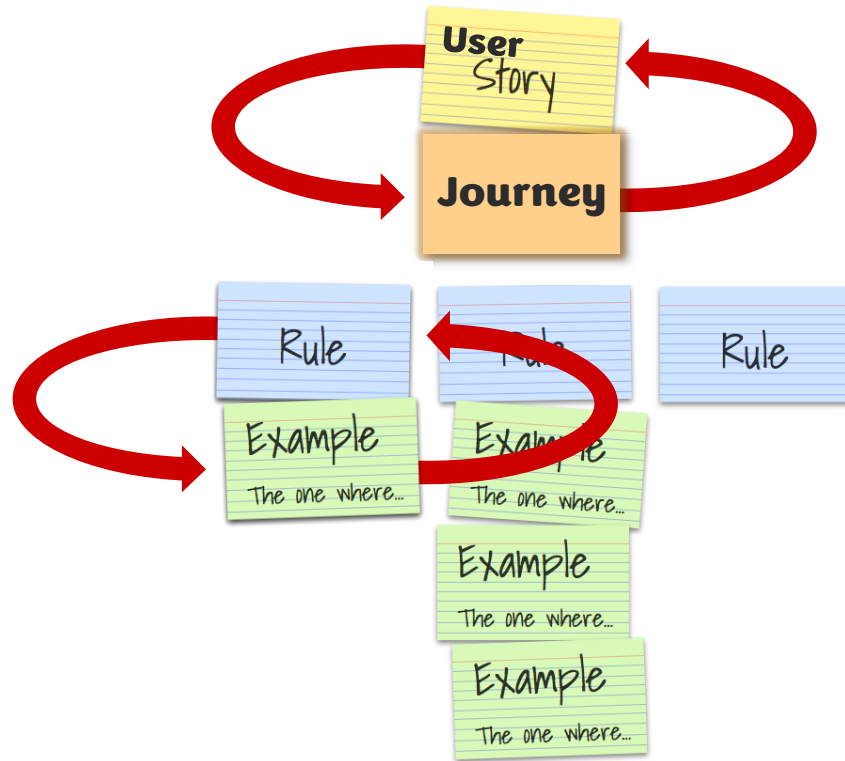 User
Story
Journey
Rule
Rule
Rule
Example
The one where...
Example
The one where...
Example
The one where...
Example
The one where...